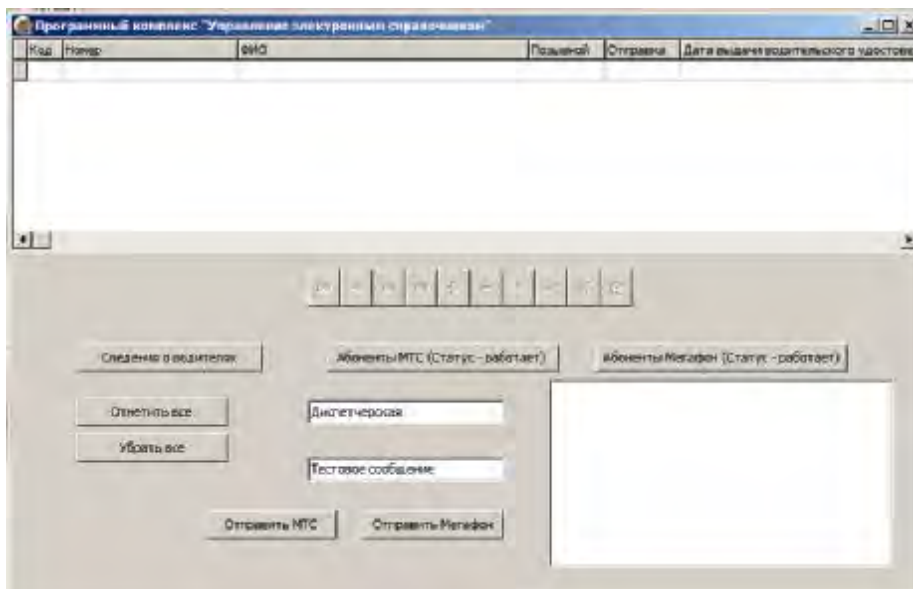 Программный комплекс "Управление электронным справочником"
Код Номер ФИО Позывной Отправка Дата выдачи водительского удостове
Сведения о водителях Абоненты МТС (Статус - работает) Абоненты Мегафон (Статус - работает)
Отметить все Диспетчерская
Убрать все
Тестовое сообщение
Отправить МТС Отправить Мегафон